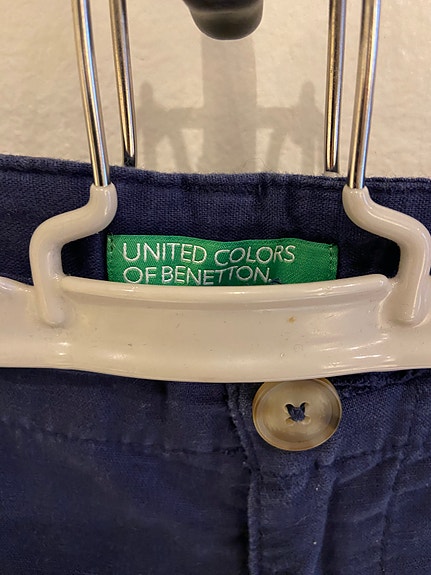 UNITED COLORS
OF BENETTON.